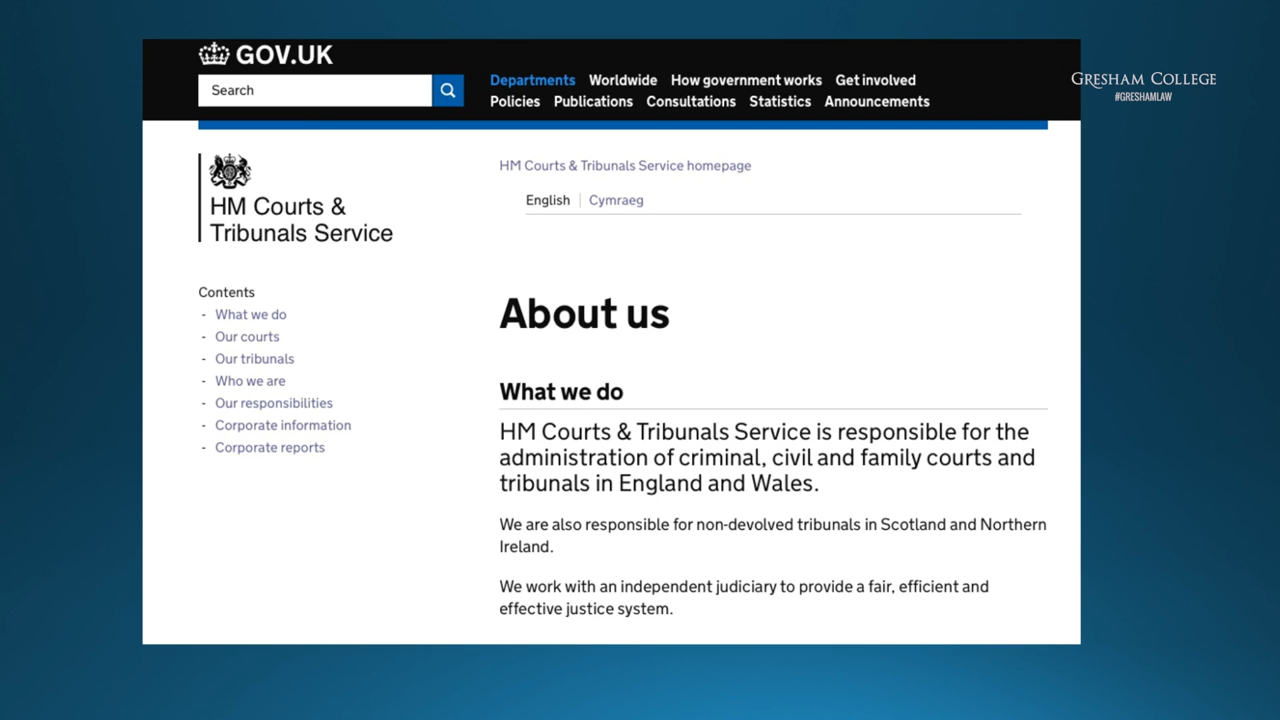 GOV.UK
Search
Departments Worldwide How government works Get involved
Policies Publications Consultations Statistics Announcements
GRESHAM COLLEGE
#GRESHAMLAW
HM Courts &
Tribunals Service
HM Courts & Tribunals Service homepage
English | Cymraeg
Contents
- What we do
- Our courts
- Our tribunals
- Who we are
- Our responsibilities
- Corporate information
- Corporate reports
About us
What we do
HM Courts & Tribunals Service is responsible for the
administration of criminal, civil and family courts and
tribunals in England and Wales.
We are also responsible for non-devolved tribunals in Scotland and Northern
Ireland.
We work with an independent judiciary to provide a fair, efficient and
effective justice system.